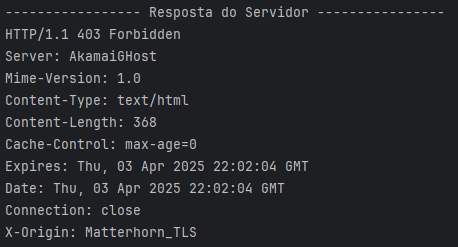 ----------------- Resposta do Servidor ----------------
HTTP/1.1 403 Forbidden
Server: AkamaiGHost
Mime-Version: 1.0
Content-Type: text/html
Content-Length: 368
Cache-Control: max-age=0
Expires: Thu, 03 Apr 2025 22:02:04 GMT
Date: Thu, 03 Apr 2025 22:02:04 GMT
Connection: close
X-Origin: Matterhorn_TLS